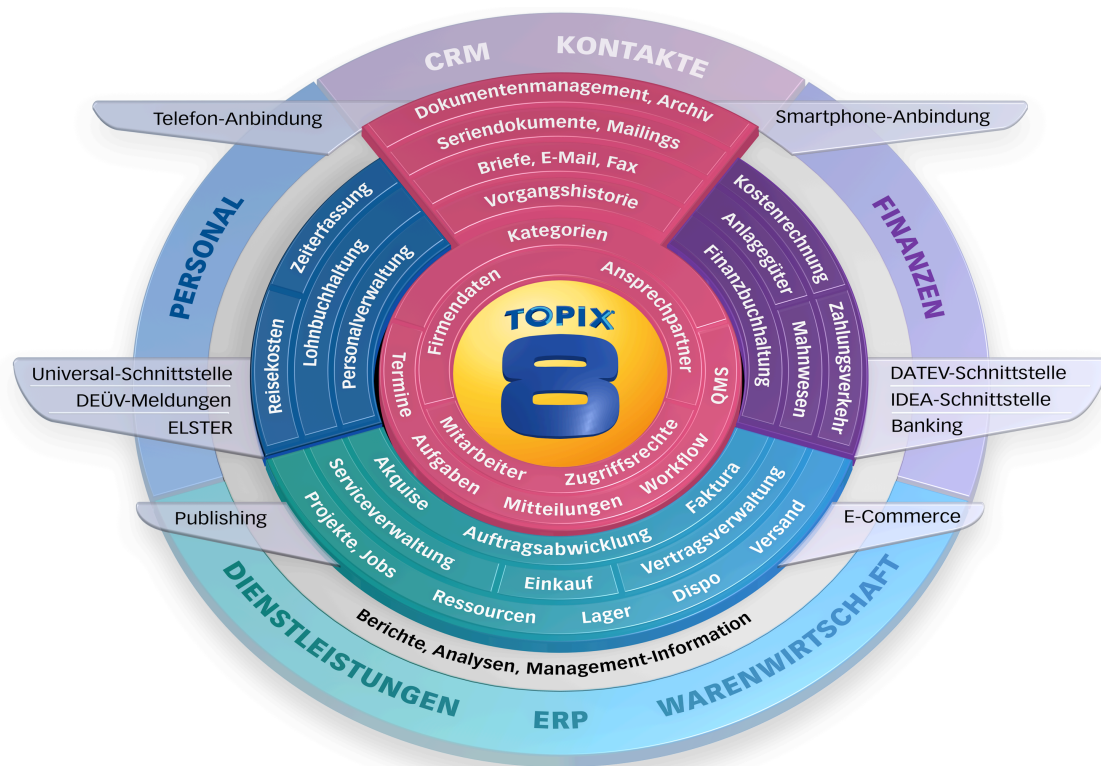 CRM KONTAKTE
Dokumentenmanagement, Archiv
Telefon-Anbindung
Smartphone-Anbindung
Seriendokumente, Mailings
Briefe, E-Mail, Fax
Vorgangshistorie
Kategorien
PERSONAL
Zeiterfassung
Lohnbuchhaltung
Personalverwaltung
Reisekosten
Firmendaten
Ansprechpartner
Termine
QMS
TOPIX
8
Kostenrechnung
Anlagegüter
Finanzbuchhaltung
Zahlungsverkehr
Mahnwesen
FINANZEN
Universal-Schnittstelle
DEÜV-Meldungen
ELSTER
DATEV-Schnittstelle
IDEA-Schnittstelle
Banking
Mitarbeiter
Zugriffsrechte
Aufgaben
Mitteilungen
Workflow
Akquise
Auftragsabwicklung
Faktura
Serviceverwaltung
Einkauf
Vertragsverwaltung
Projekte, Jobs
Ressourcen
Lager
Dispo
Versand
Publishing
E-Commerce
Berichte, Analysen, Management-Information
DIENSTLEISTUNGEN
ERP
WARENWIRTSCHAFT